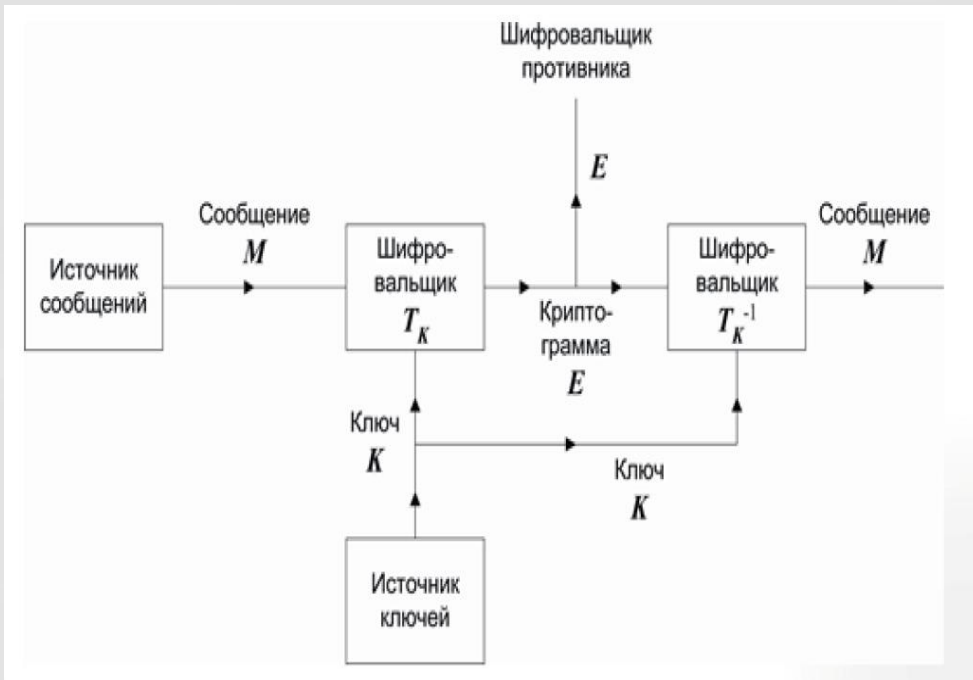 Шифровальщик
противника
E
Сообщение
M
Сообщение
M
Источник
сообщений
Шифро-
вальщик
T_K
Крипто-
грамма
E
Шифро-
вальщик
T_K^-1
Ключ
K
Ключ
K
Источник
ключей